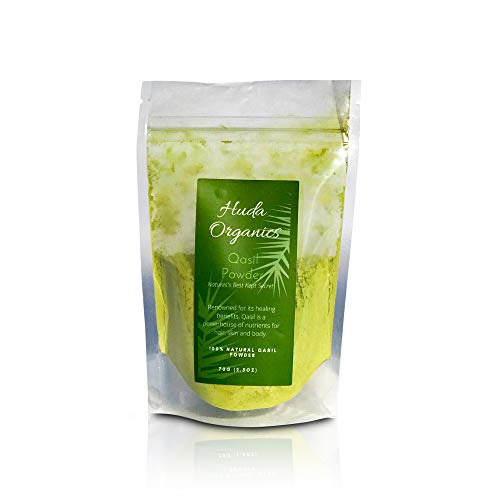 Huda
Organics
Qasil
Powder
Nature's Best Kept Secret
Renowned for its healing
benefits, Qasil is a
powerhouse of nutrients for
hair, skin and body.
100% NATURAL QASIL
POWDER
70G (2.5OZ)